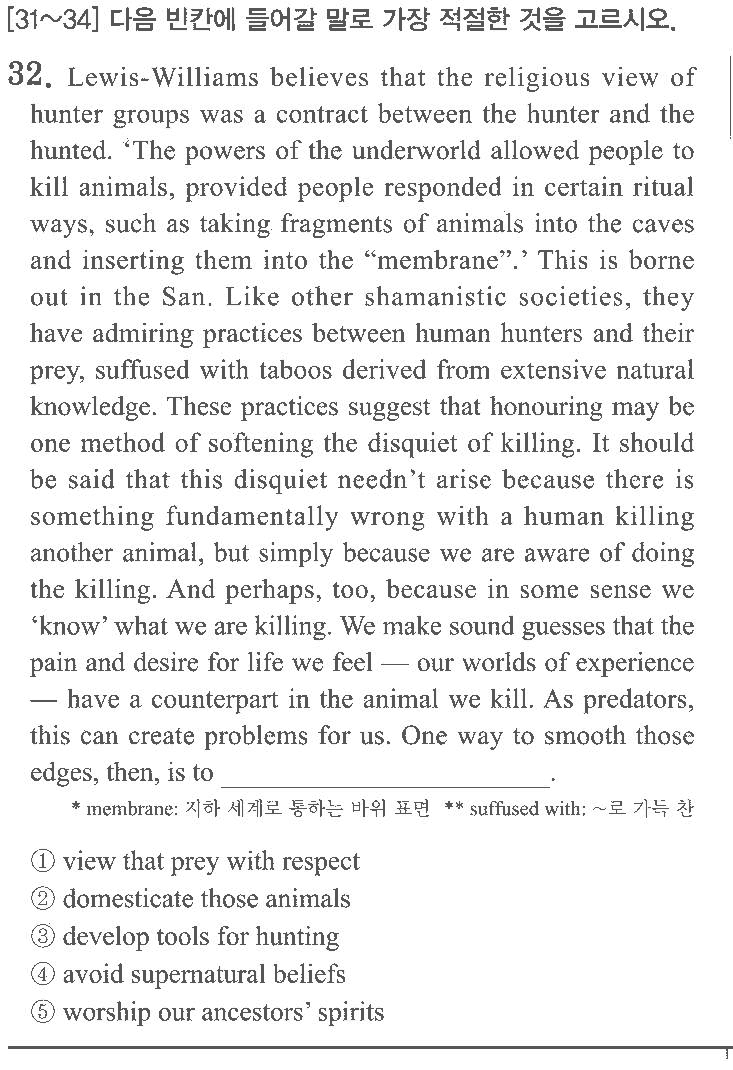 [31~34] 다음 빈칸에 들어갈 말로 가장 적절한 것을 고르시오.
32. Lewis-Williams believes that the religious view of
hunter groups was a contract between the hunter and the
hunted. ‘The powers of the underworld allowed people to
kill animals, provided people responded in certain ritual
ways, such as taking fragments of animals into the caves
and inserting them into the “membrane”.’ This is borne
out in the San. Like other shamanistic societies, they
have admiring practices between human hunters and their
prey, suffused with taboos derived from extensive natural
knowledge. These practices suggest that honouring may be
one method of softening the disquiet of killing. It should
be said that this disquiet needn’t arise because there is
something fundamentally wrong with a human killing
another animal, but simply because we are aware of doing
the killing. And perhaps, too, because in some sense we
‘know’ what we are killing. We make sound guesses that the
pain and desire for life we feel — our worlds of experience
— have a counterpart in the animal we kill. As predators,
this can create problems for us. One way to smooth those
edges, then, is to ____________________.
* membrane: 지하 세계로 통하는 바위 표면 ** suffused with: ~로 가득 찬
① view that prey with respect
② domesticate those animals
③ develop tools for hunting
④ avoid supernatural beliefs
⑤ worship our ancestors’ spirits